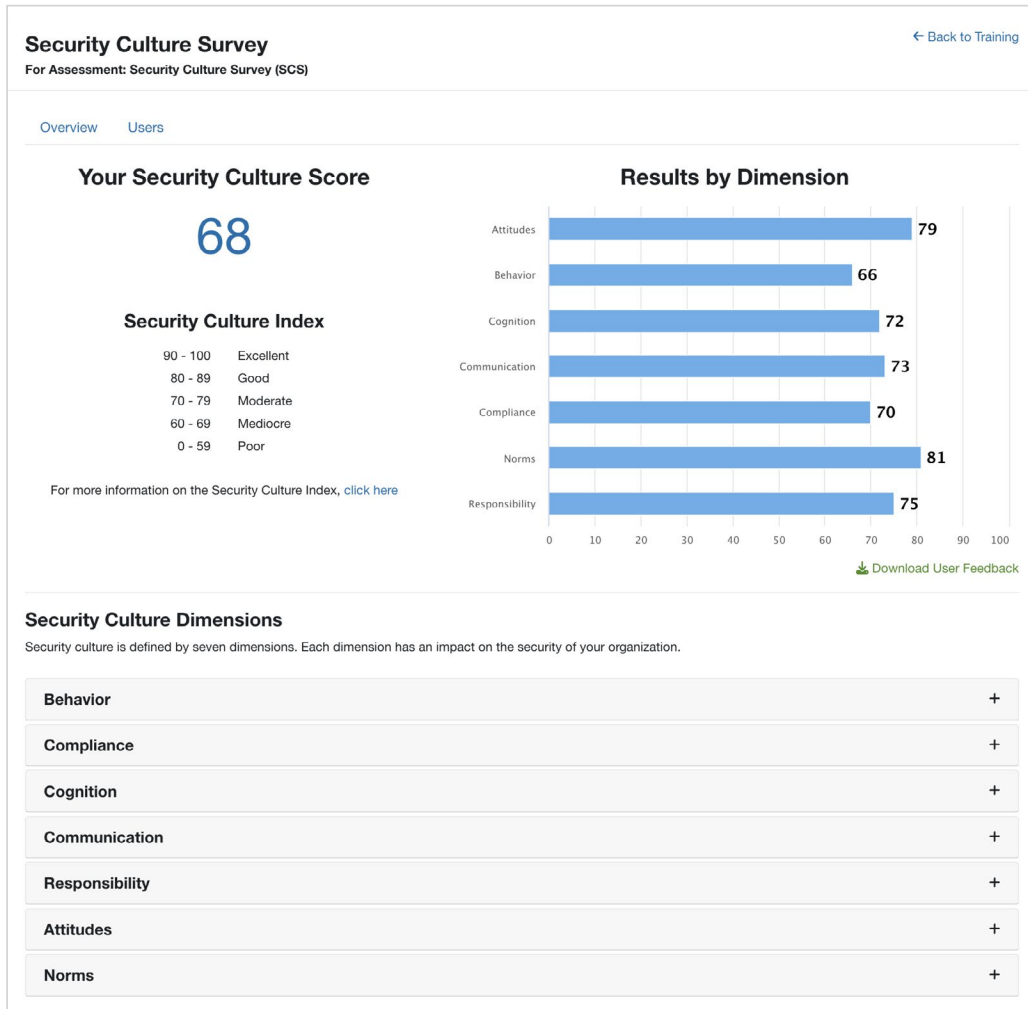 Security Culture Survey
← Back to Training
For Assessment: Security Culture Survey (SCS)
Overview Users
Your Security Culture Score
68
Security Culture Index
90 - 100 Excellent
80 - 89 Good
70 - 79 Moderate
60 - 69 Mediocre
0 - 59 Poor
For more information on the Security Culture Index, click here
Results by Dimension
Attitudes 79
Behavior 66
Cognition 72
Communication 73
Compliance 70
Norms 81
Responsibility 75
0 10 20 30 40 50 60 70 80 90 100
Download User Feedback
Security Culture Dimensions
Security culture is defined by seven dimensions. Each dimension has an impact on the security of your organization.
Behavior +
Compliance +
Cognition +
Communication +
Responsibility +
Attitudes +
Norms +